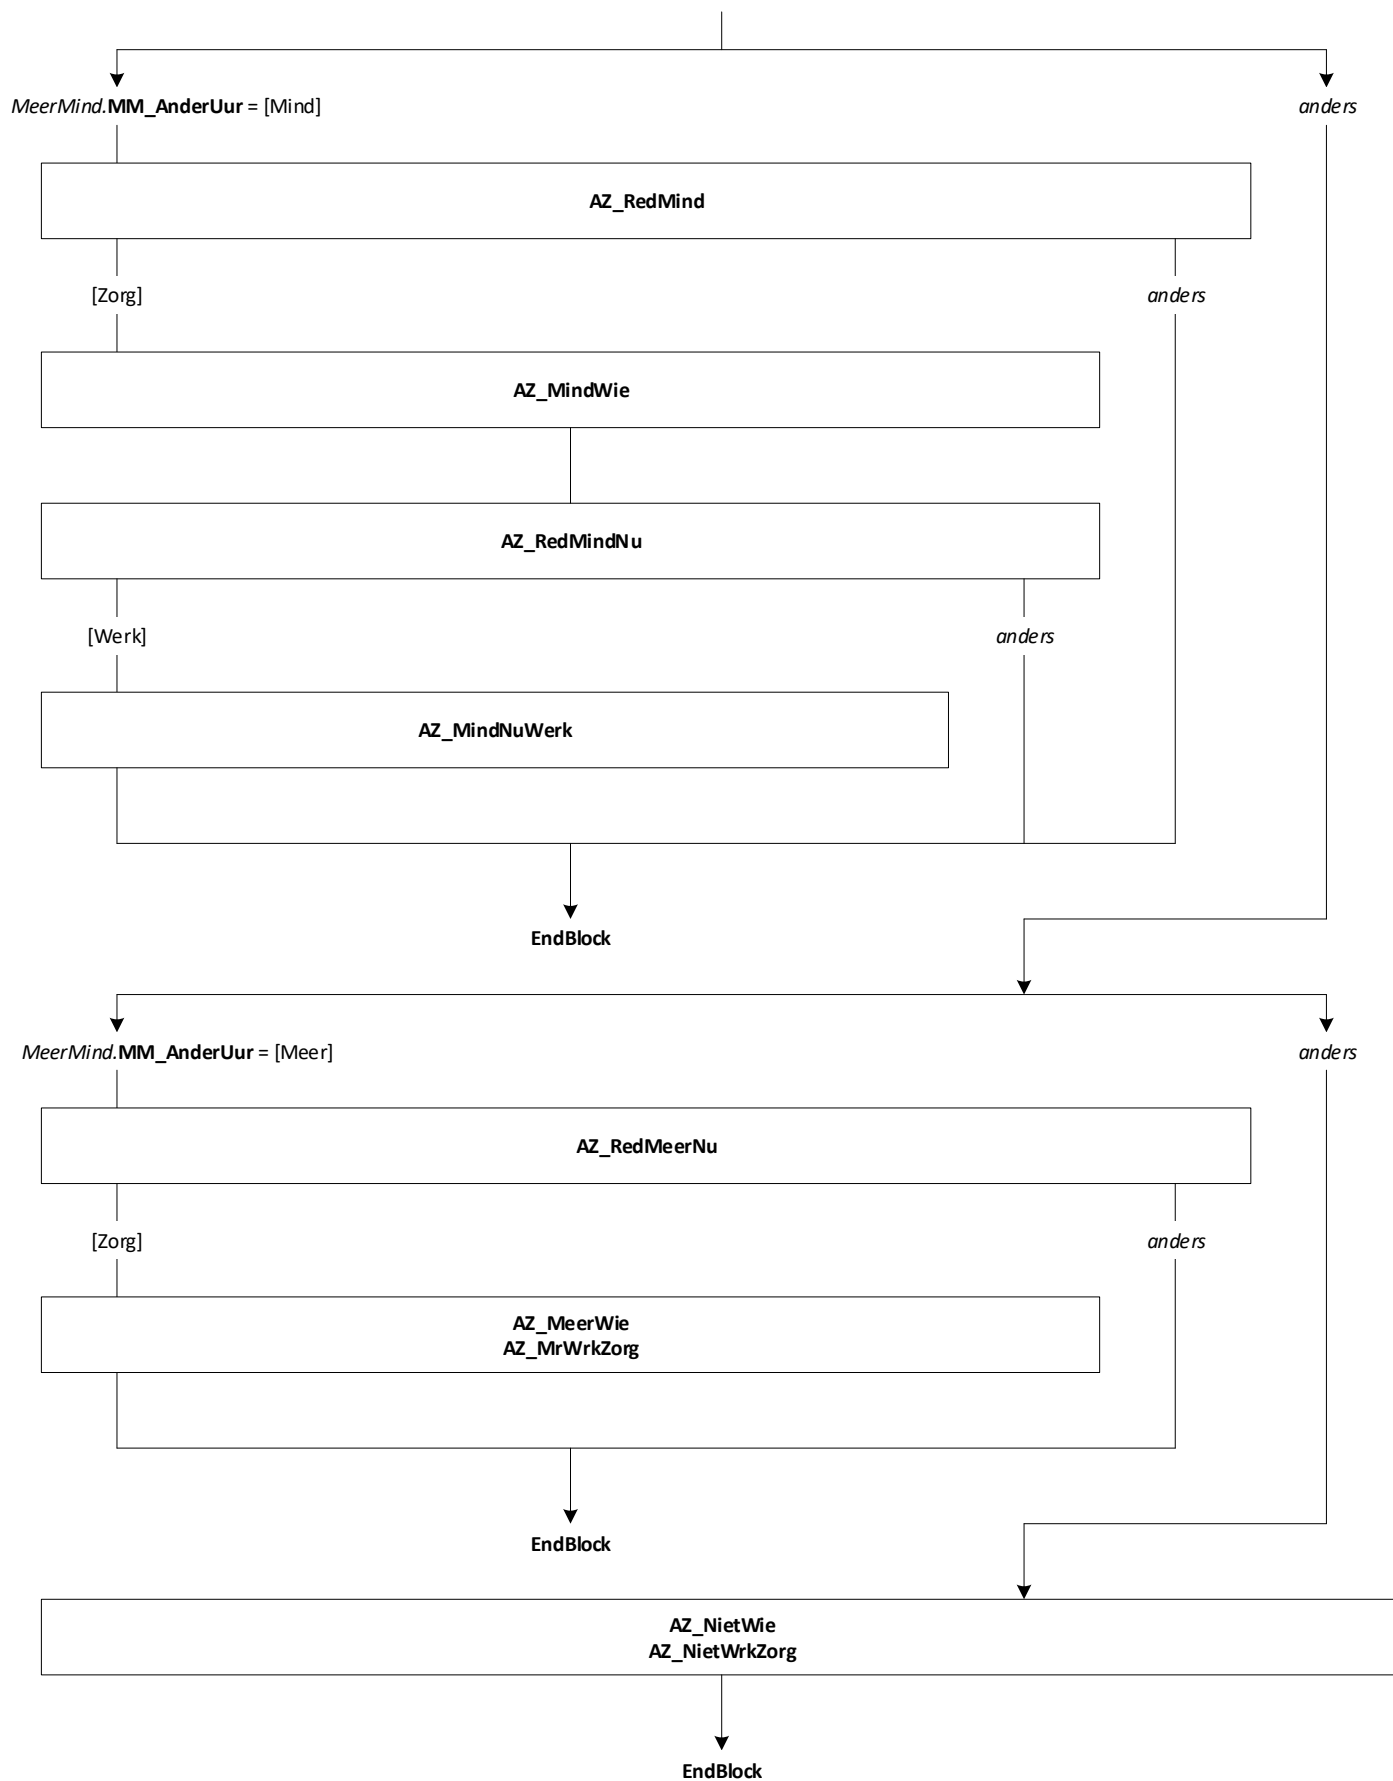 MeerMind.MM_AnderUur = [Mind]
anders
AZ_RedMind
[Zorg]
anders
AZ_MindWie
AZ_RedMindNu
[Werk]
anders
AZ_MindNuWerk
EndBlock
MeerMind.MM_AnderUur = [Meer]
anders
AZ_RedMeerNu
[Zorg]
anders
AZ_MeerWie
AZ_MrWrkZorg
EndBlock
AZ_NietWie
AZ_NietWrkZorg
EndBlock